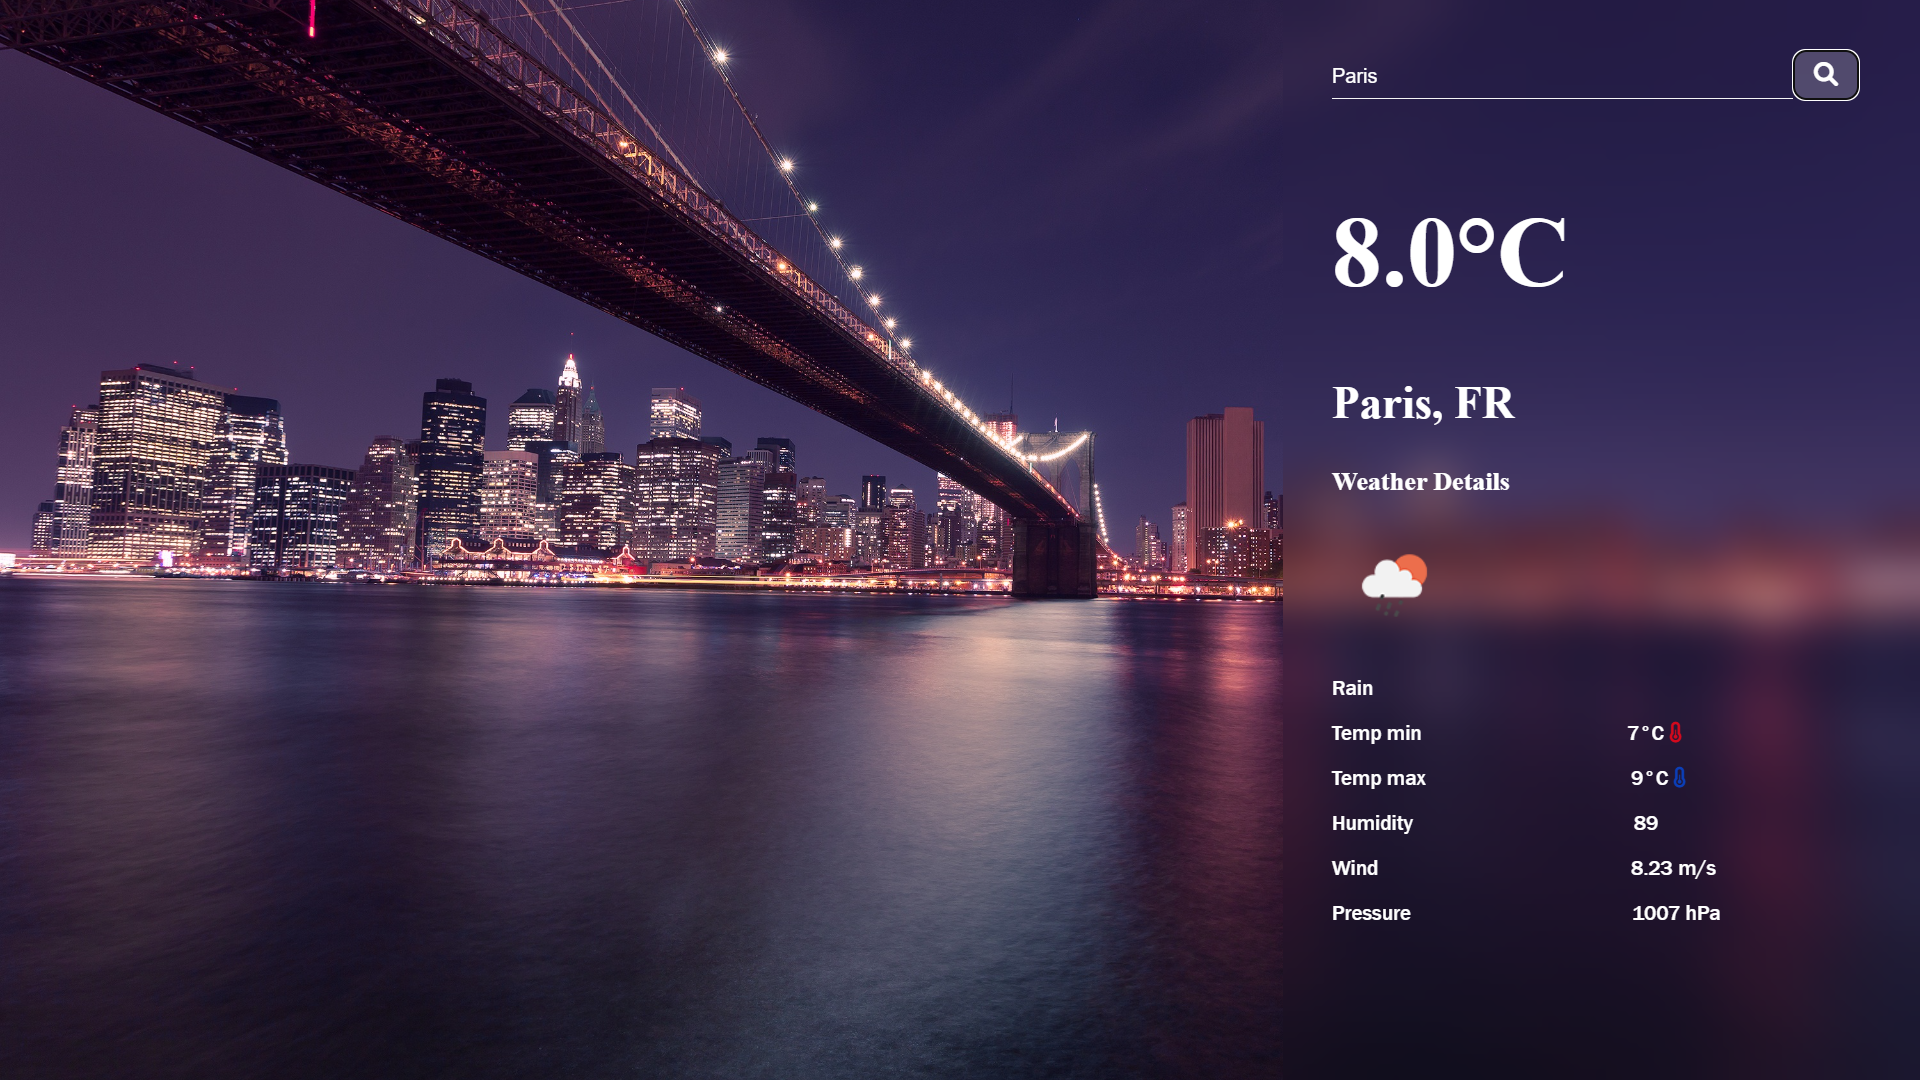 Paris
8.0°C
Paris, FR
Weather Details
Rain
Temp min 7°C
Temp max 9°C
Humidity 89
Wind 8.23 m/s
Pressure 1007 hPa